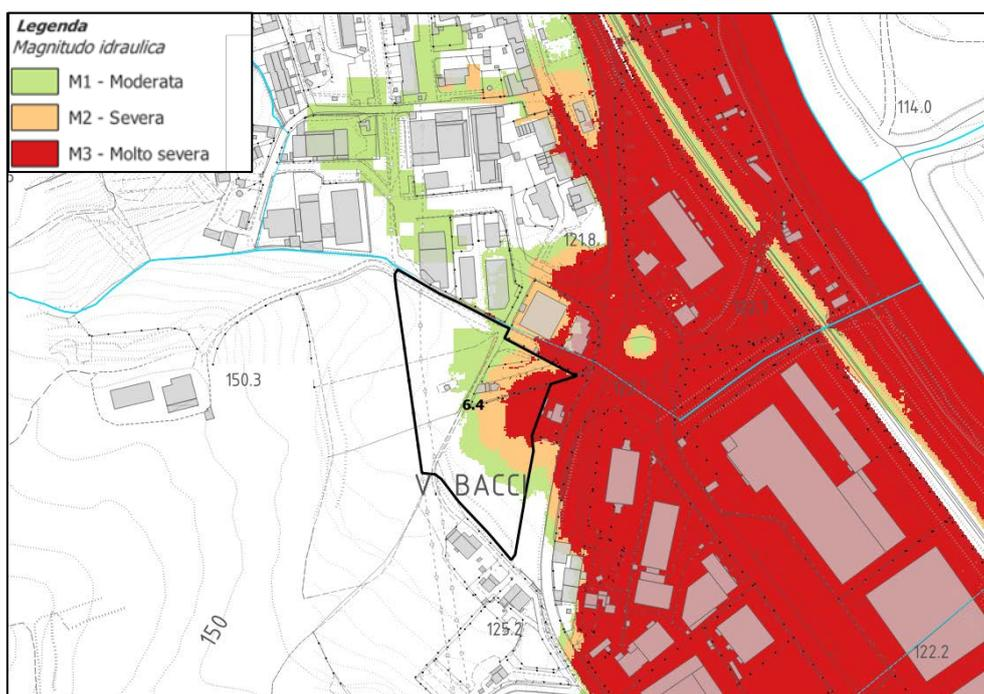 Legenda
Magnitudo idraulica
M1 - Moderata
M2 - Severa
M3 - Molto severa
114.0
121.8
150.3
6.4
V. BACCI
150
125.2
122.2